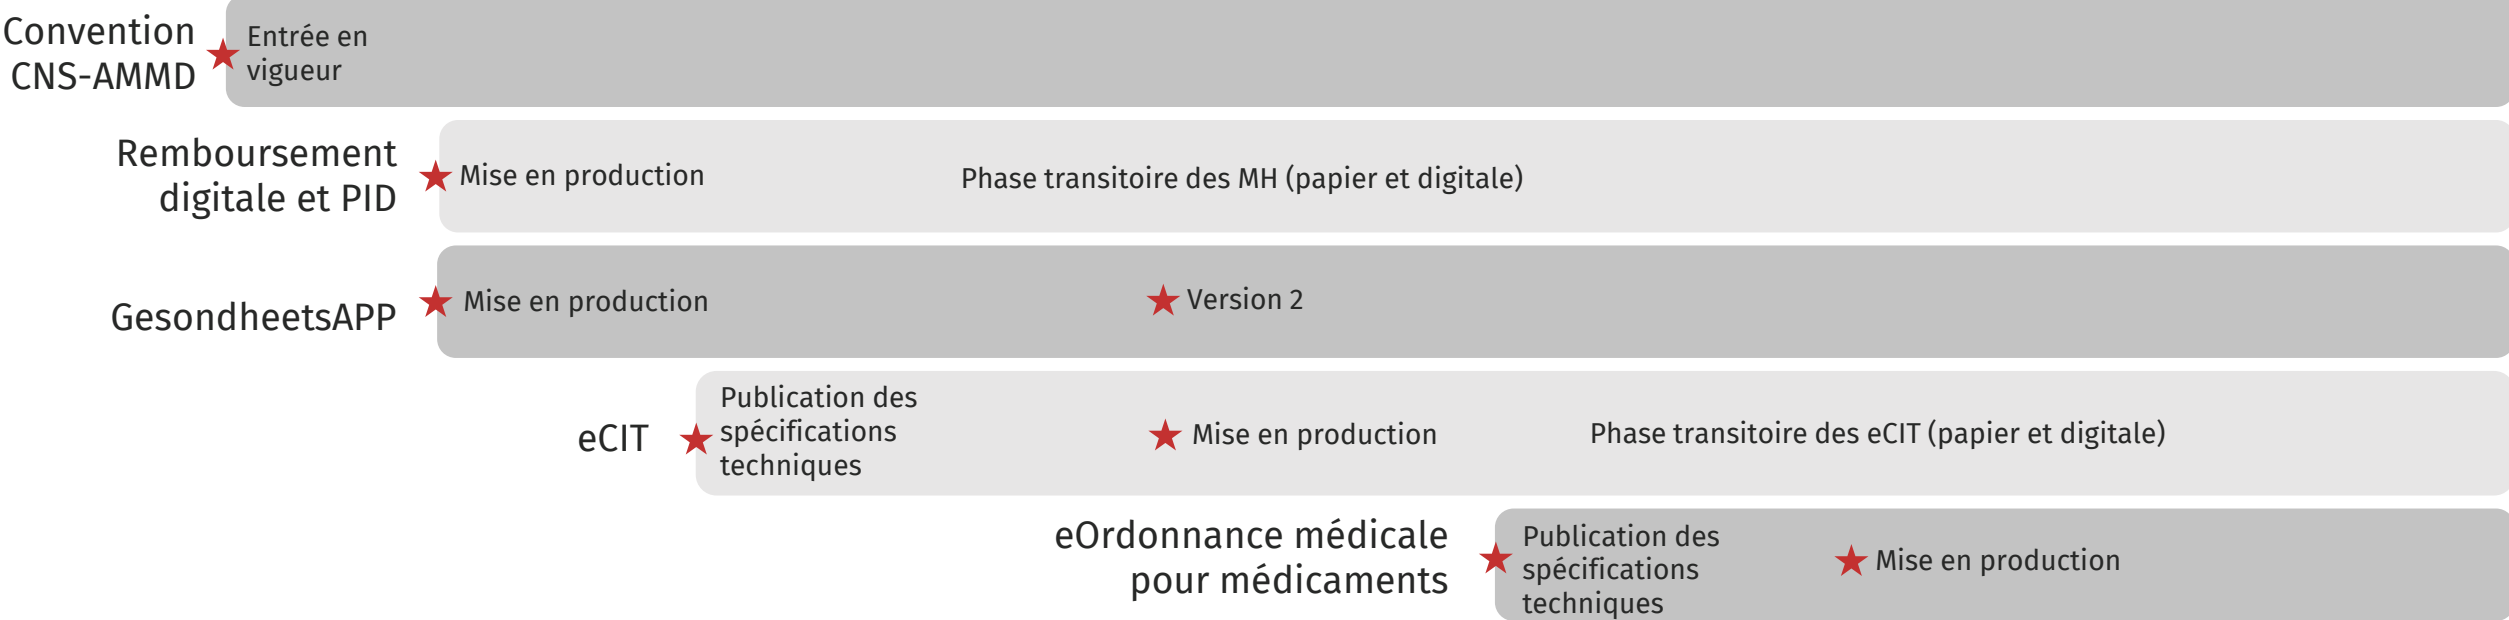 Convention
CNS-AMMD
Entrée en
vigueur
Remboursement
digitale et PID
Mise en production
Phase transitoire des MH (papier et digitale)
GesondheetsAPP
Mise en production
Version 2
eCIT
Publication des
spécifications
techniques
Mise en production
Phase transitoire des eCIT (papier et digitale)
eOrdonnance médicale
pour médicaments
Publication des
spécifications
techniques
Mise en production